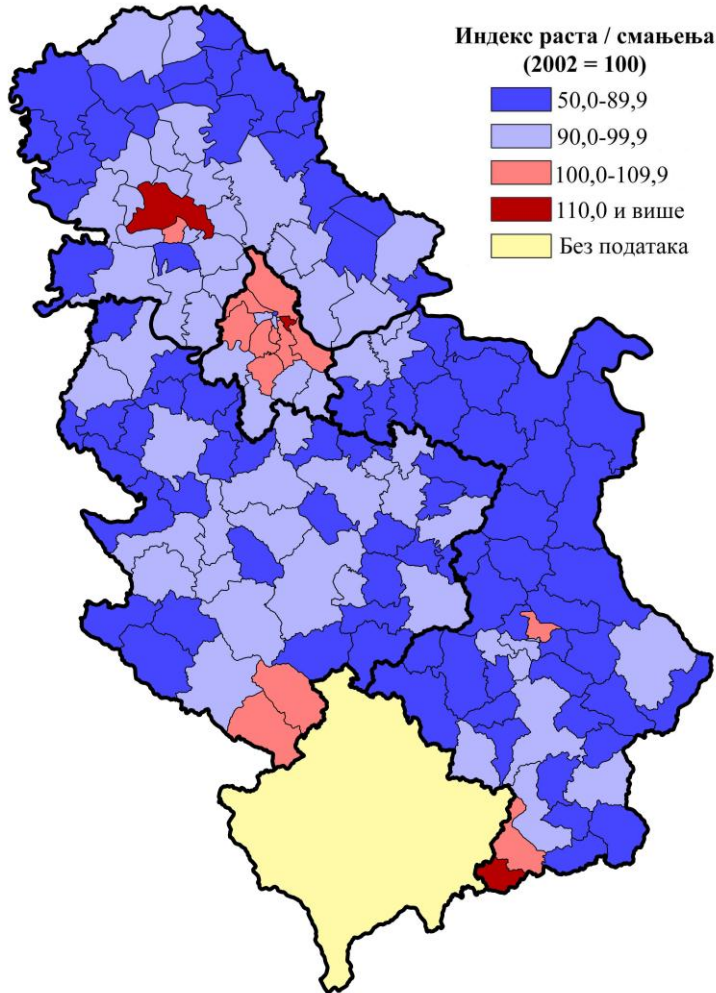 Индекс раста / смањења
(2002 = 100)
50,0-89,9
90,0-99,9
100,0-109,9
110,0 и више
Без података